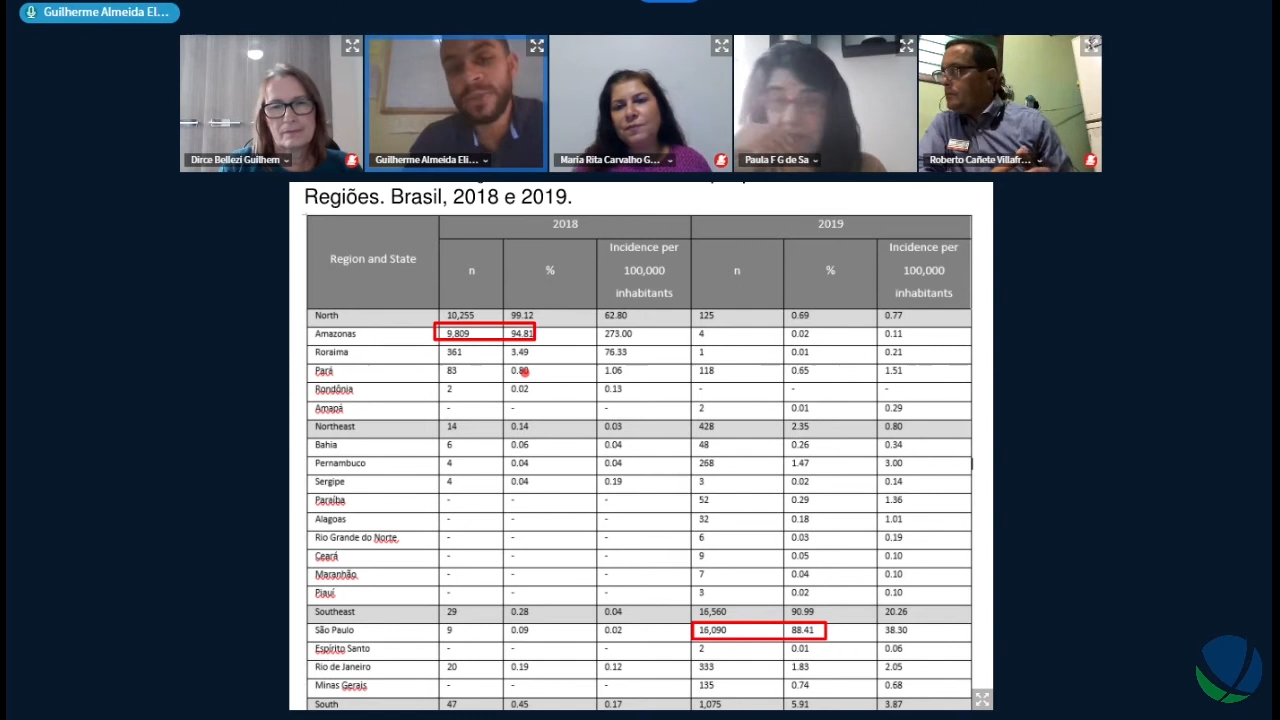 Guilherme Almeida El...
Dirce Bellezi Guilhem
Guilherme Almeida Eli...
Maria Rita Carvalho G...
Paula F G de Sa
Roberto Cañete Villafr...
Regiões. Brasil, 2018 e 2019.
Region and State 2018 2019
n % Incidence per 100,000 inhabitants n % Incidence per 100,000 inhabitants
North 10,255 99.12 62.80 125 0.69 0.77
Amazonas 9,809 94.81 273.00 4 0.02 0.11
Roraima 361 3.49 76.33 1 0.01 0.21
Pará 83 1.06 118 0.65 1.51
Rondônia 2 0.02 0.13 - - -
Amapá - - - 2 0.01 0.29
Northeast 14 0.14 0.03 428 2.35 0.80
Bahia 6 0.06 0.04 48 0.26 0.34
Pernambuco 4 0.04 0.04 268 1.47 3.00
Sergipe 4 0.04 0.19 3 0.02 0.14
Paraíba - - - 52 0.29 1.36
Alagoas - - - 32 0.18 1.01
Rio Grande do Norte - - - 6 0.03 0.19
Ceará - - - 9 0.05 0.10
Maranhão - - - 7 0.04 0.10
Piauí - - - 3 0.02 0.10
Southeast 29 0.28 0.04 16,560 90.99 20.26
São Paulo 9 0.09 0.02 16,090 88.41 38.30
Espírito Santo - - - 2 0.01 0.06
Rio de Janeiro 20 0.19 0.12 333 1.83 2.05
Minas Gerais - - - 135 0.74 0.68
South 47 0.45 0.17 1,075 5.91 3.87